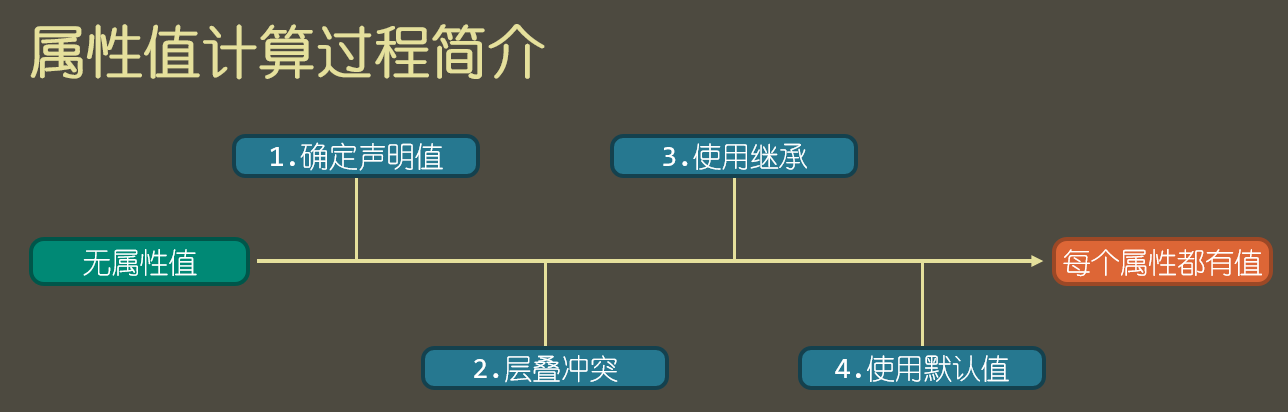 属性值计算过程简介
1.确定声明值
3.使用继承
无属性值
每个属性都有值
2.层叠冲突
4.使用默认值